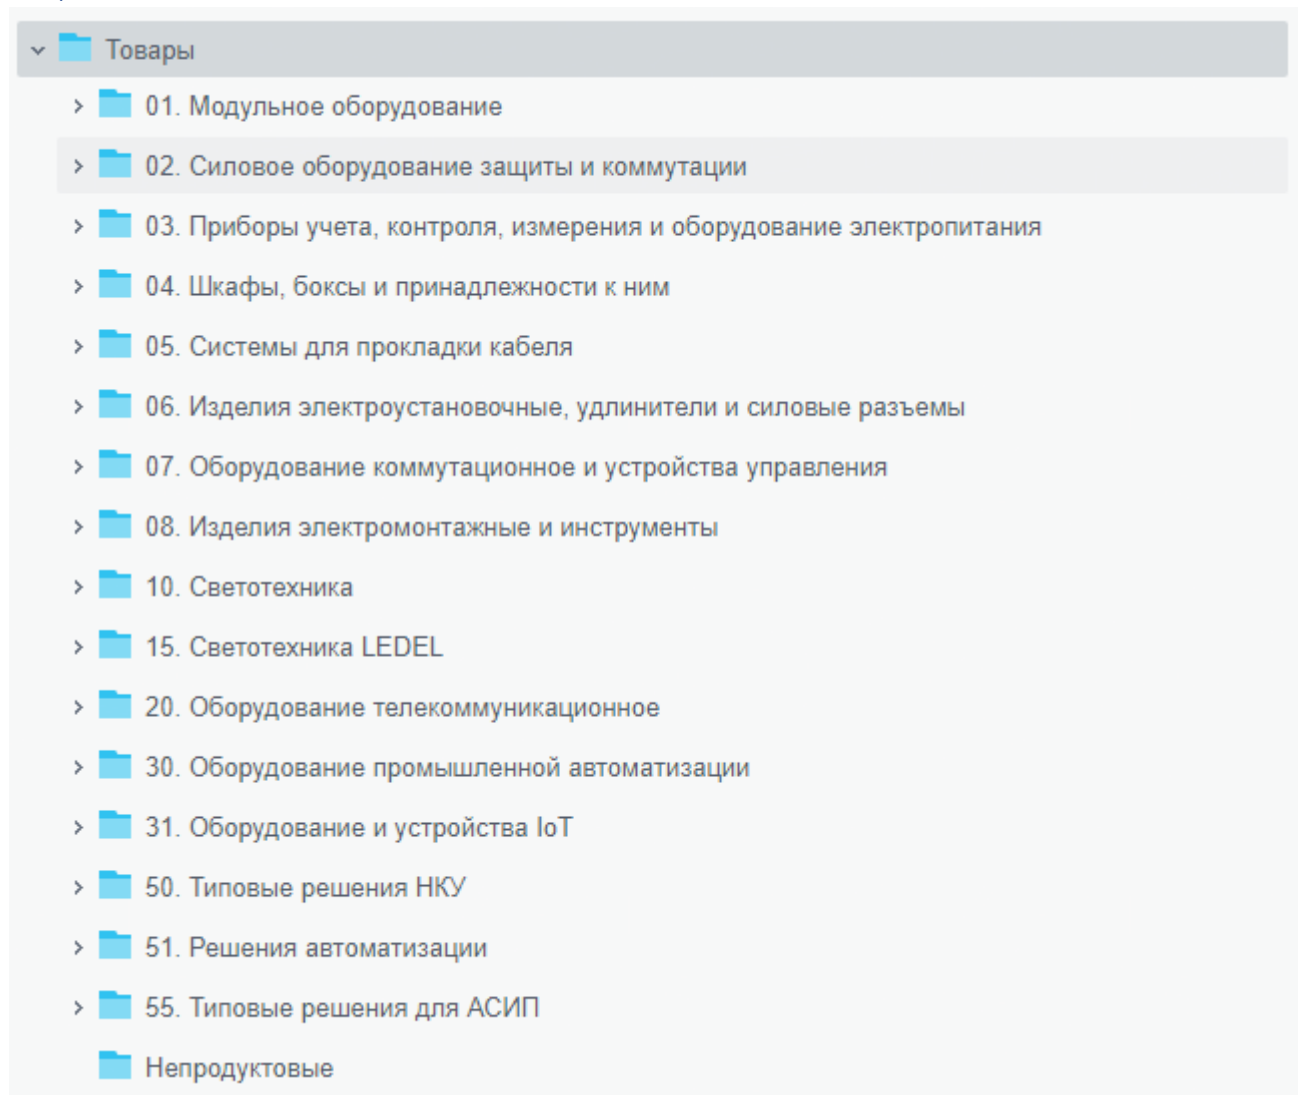 Товары
01. Модульное оборудование
02. Силовое оборудование защиты и коммутации
03. Приборы учета, контроля, измерения и оборудование электропитания
04. Шкафы, боксы и принадлежности к ним
05. Системы для прокладки кабеля
06. Изделия электроустановочные, удлинители и силовые разъемы
07. Оборудование коммутационное и устройства управления
08. Изделия электромонтажные и инструменты
10. Светотехника
15. Светотехника LEDEL
20. Оборудование телекоммуникационное
30. Оборудование промышленной автоматизации
31. Оборудование и устройства IoT
50. Типовые решения НКУ
51. Решения автоматизации
55. Типовые решения для АСИП
Непродуктовые